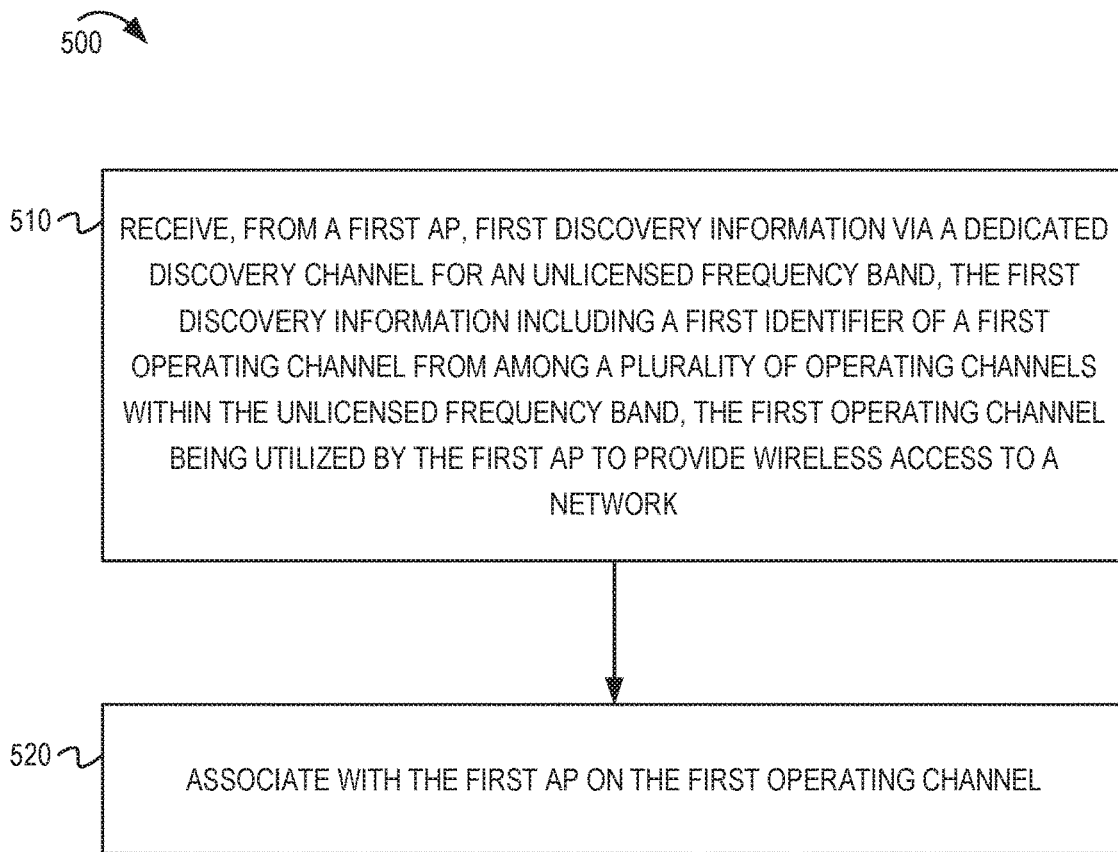 500
510
RECEIVE, FROM A FIRST AP, FIRST DISCOVERY INFORMATION VIA A DEDICATED
DISCOVERY CHANNEL FOR AN UNLICENSED FREQUENCY BAND, THE FIRST
DISCOVERY INFORMATION INCLUDING A FIRST IDENTIFIER OF A FIRST
OPERATING CHANNEL FROM AMONG A PLURALITY OF OPERATING CHANNELS
WITHIN THE UNLICENSED FREQUENCY BAND, THE FIRST OPERATING CHANNEL
BEING UTILIZED BY THE FIRST AP TO PROVIDE WIRELESS ACCESS TO A
NETWORK
520
ASSOCIATE WITH THE FIRST AP ON THE FIRST OPERATING CHANNEL